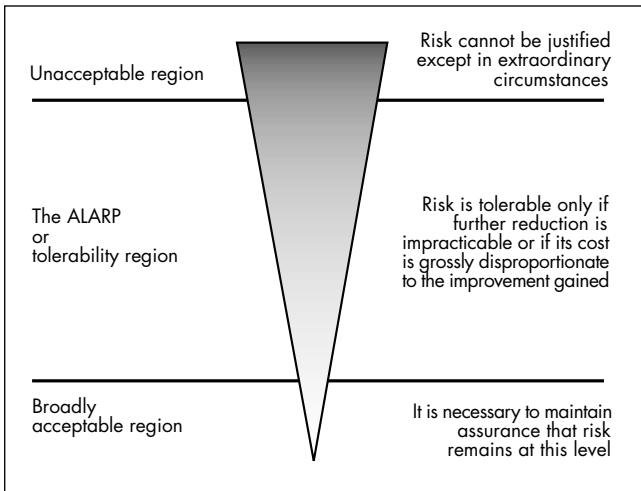 Unacceptable region
Risk cannot be justified
except in extraordinary
circumstances
The ALARP
or
tolerability region
Risk is tolerable only if
further reduction is
impracticable or if its cost
is grossly disproportionate
to the improvement gained
Broadly
acceptable region
It is necessary to maintain
assurance that risk
remains at this level